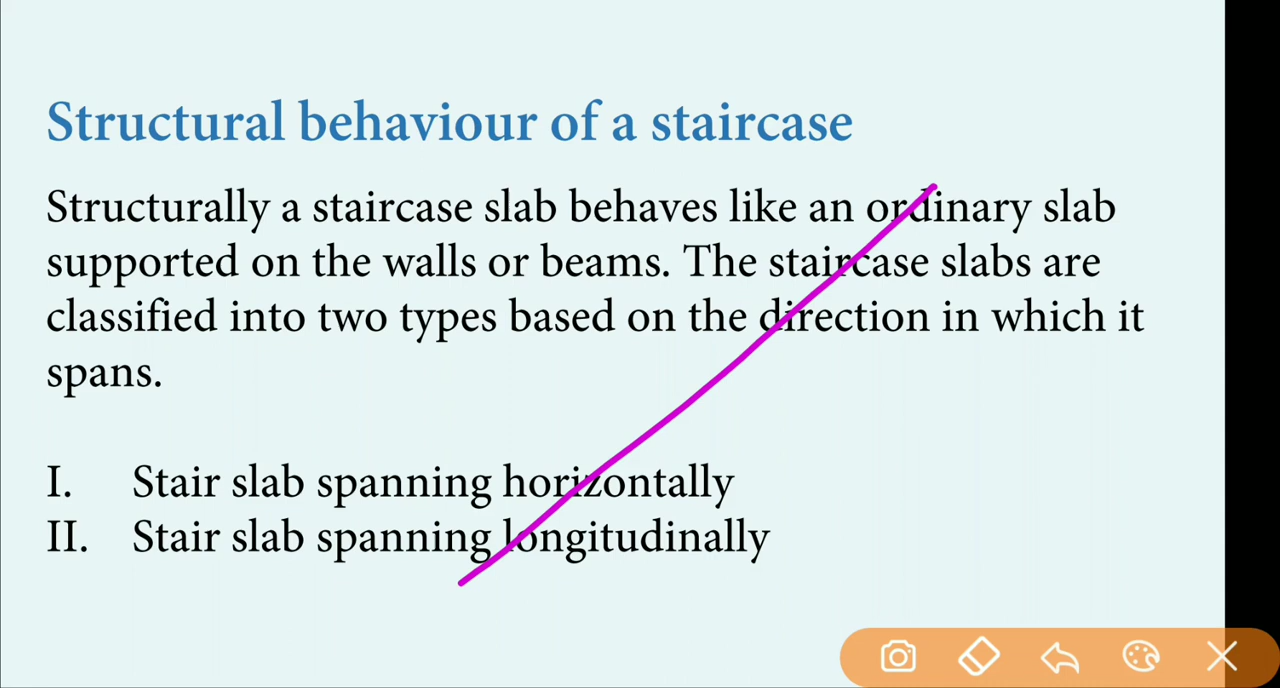 Structural behaviour of a staircase
Structurally a staircase slab behaves like an ordinary slab
supported on the walls or beams. The staircase slabs are
classified into two types based on the direction in which it
spans.
I. Stair slab spanning horizontally
II. Stair slab spanning longitudinally